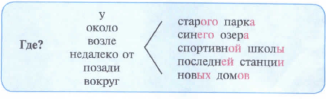 Где?
у
около
возле
недалеко от
позади
вокруг
старого парка
синего озера
спортивной школы
последней станции
новых домов